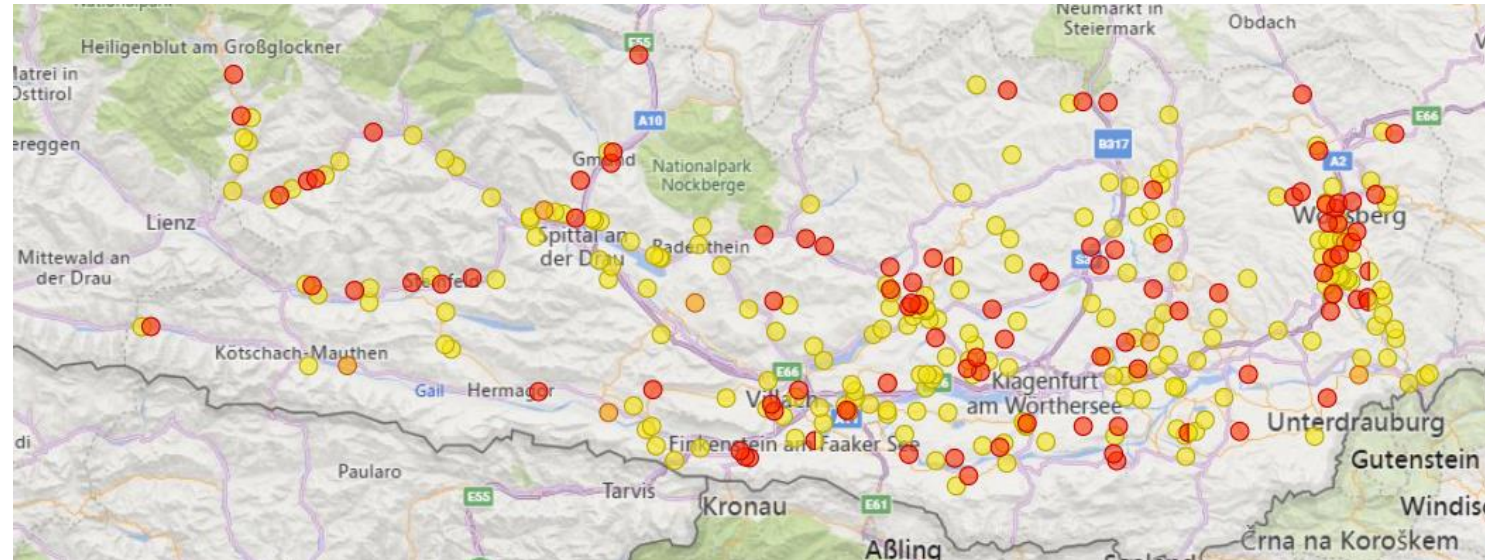 Nationalpark
Neumarkt in
Steiermark
Obdach
Heiligenblut am Großglockner
E55
Matrei in
Osttirol
A10
E66
B317
Gmünd
A2
Nationalpark
Nockberge
Lienz
Wolfsberg
Spittal an
der Drau
Radenthein
Mittewald an
der Drau
Steinfeld
Kötschach-Mauthen
E66
Klagenfurt
am Wörthersee
Gail
Hermagor
Villach
Unterdrauburg
Finkenstein am Faaker See
Gutenstein
Paularo
Tarvis
E55
Kronau
E61
Črna na Koroškem
Aßling